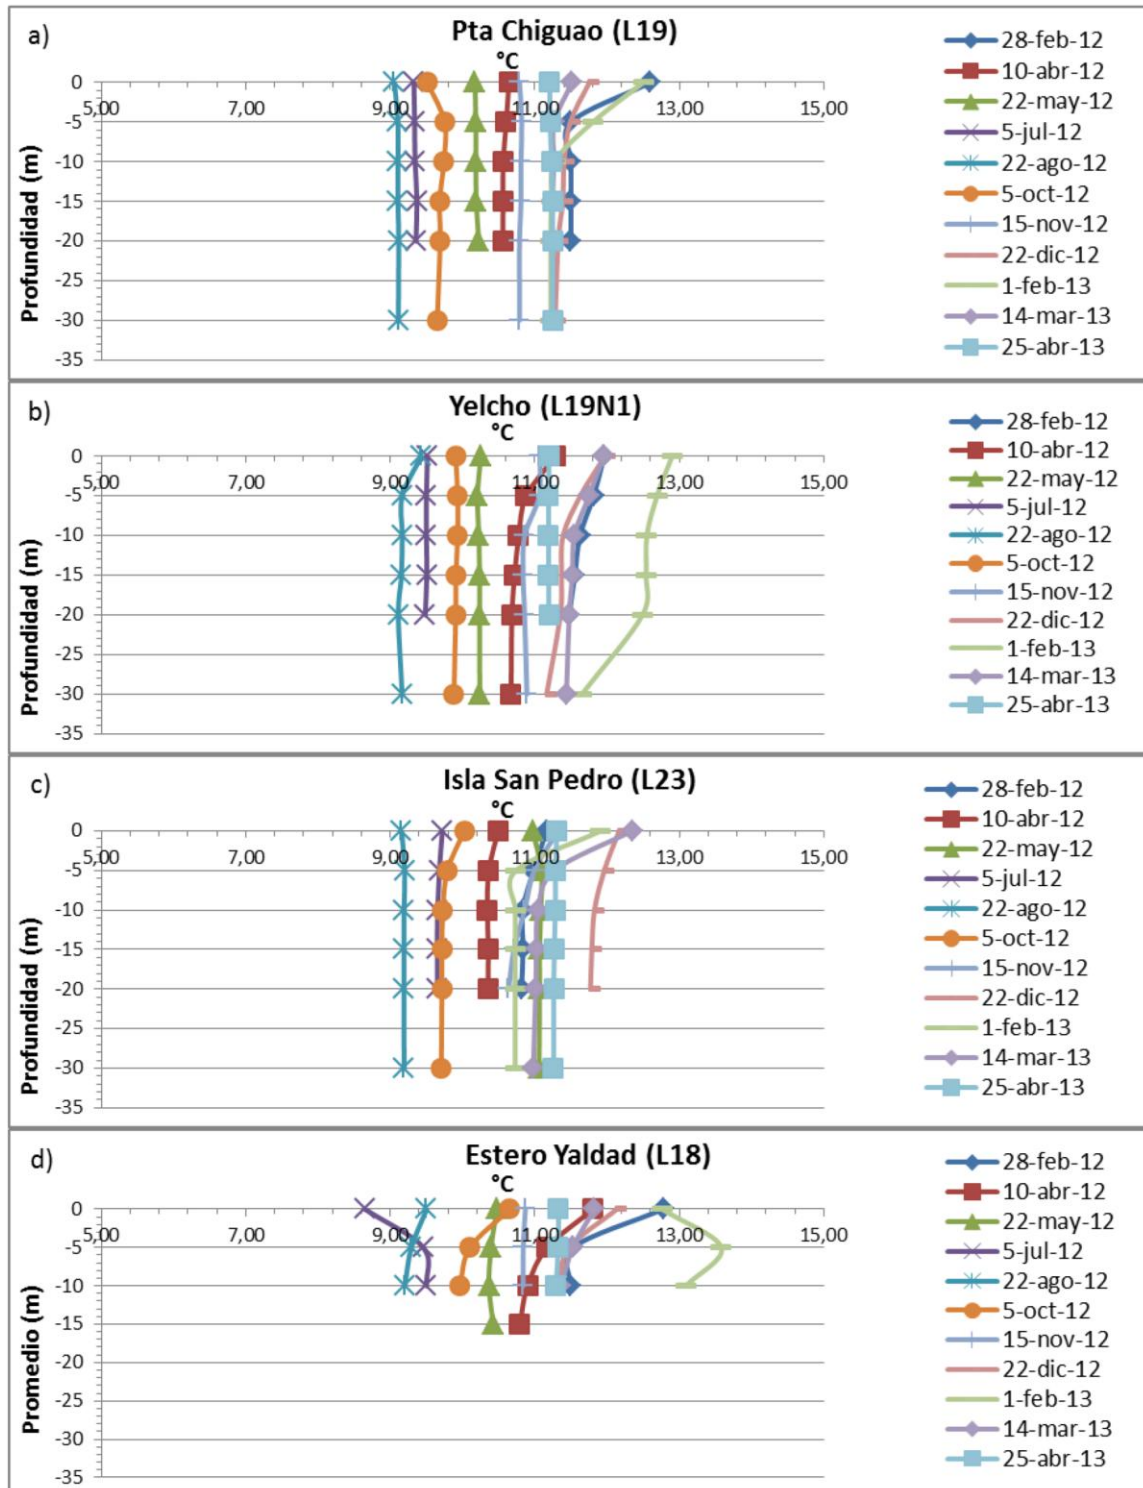 a)
Pta Chiguao (L19)
°C
5,00 7,00 9,00 11,00 13,00 15,00
0
-5
-10
-15
-20
-25
-30
-35
Profundidad (m)
28-feb-12
10-abr-12
22-may-12
5-jul-12
22-ago-12
5-oct-12
15-nov-12
22-dic-12
1-feb-13
14-mar-13
25-abr-13
b)
Yelcho (L19N1)
°C
5,00 7,00 9,00 11,00 13,00 15,00
0
-5
-10
-15
-20
-25
-30
-35
Profundidad (m)
28-feb-12
10-abr-12
22-may-12
5-jul-12
22-ago-12
5-oct-12
15-nov-12
22-dic-12
1-feb-13
14-mar-13
25-abr-13
c)
Isla San Pedro (L23)
°C
5,00 7,00 9,00 11,00 13,00 15,00
0
-5
-10
-15
-20
-25
-30
-35
Profundidad (m)
28-feb-12
10-abr-12
22-may-12
5-jul-12
22-ago-12
5-oct-12
15-nov-12
22-dic-12
1-feb-13
14-mar-13
25-abr-13
d)
Estero Yaldad (L18)
°C
5,00 7,00 9,00 11,00 13,00 15,00
0
-5
-10
-15
-20
-25
-30
-35
Promedio (m)
28-feb-12
10-abr-12
22-may-12
5-jul-12
22-ago-12
5-oct-12
15-nov-12
22-dic-12
1-feb-13
14-mar-13
25-abr-13